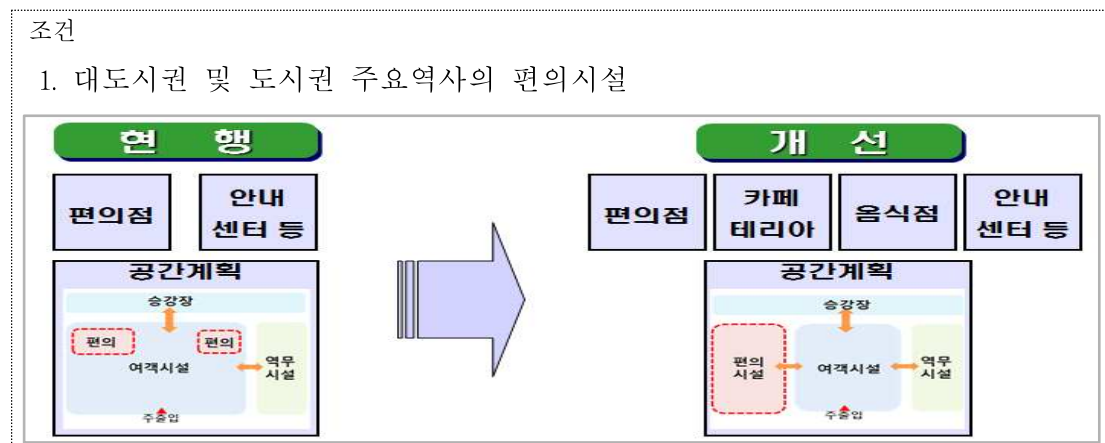 조건
1. 대도시권 및 도시권 주요역사의 편의시설
현 행
개 선
편의점
안내
센터 등
편의점
카페
테리아
음식점
안내
센터 등
공간계획
승강장
편의
편의
여객시설
역무
시설
주출입
공간계획
승강장
편의
시설
여객시설
역무
시설
주출입